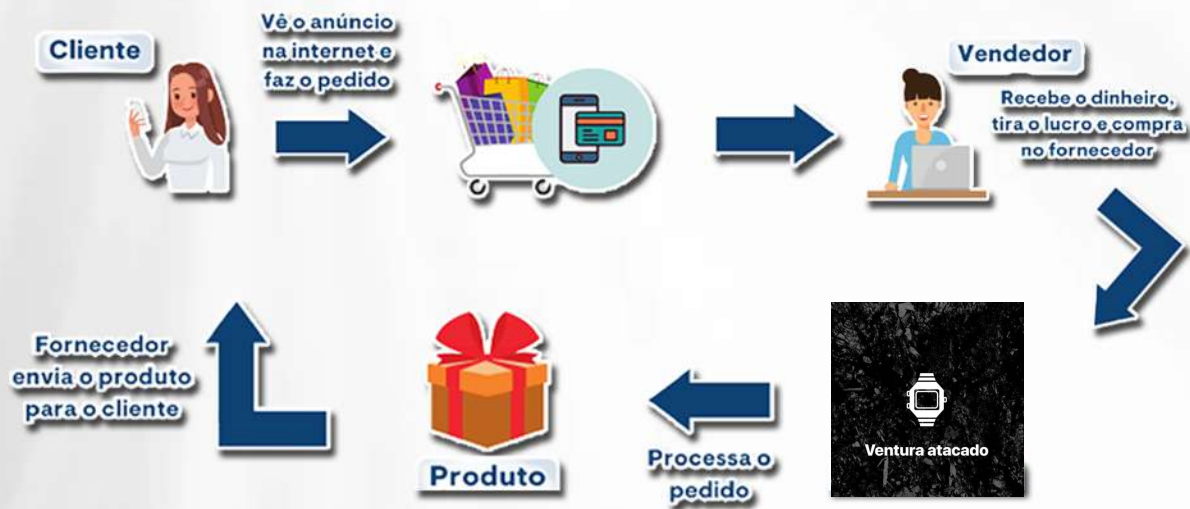 Cliente
Vê o anúncio
na internet e
faz o pedido
Vendedor
Recebe o dinheiro,
tira o lucro e compra
no fornecedor
Ventura atacado
Processa o
pedido
Produto
Fornecedor
envia o produto
para o cliente